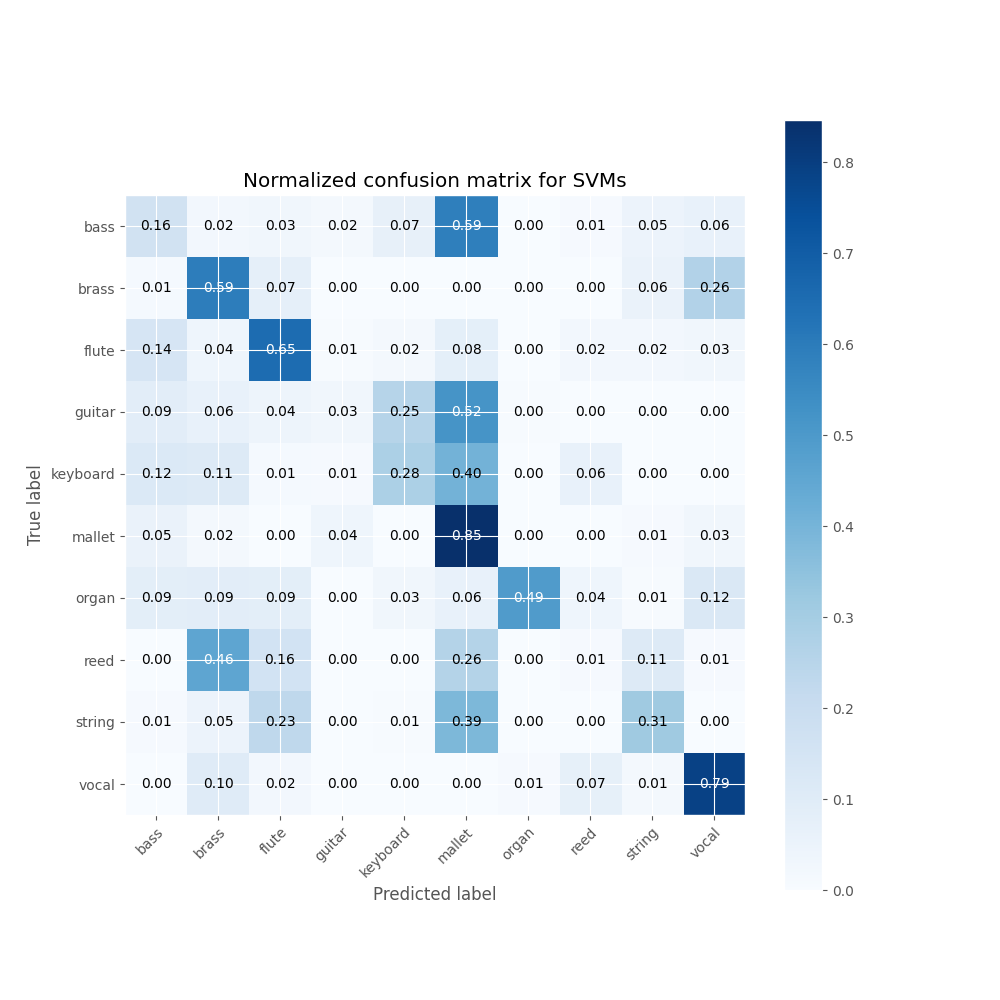 Normalized confusion matrix for SVMs
True label
bass 0.16 0.02 0.03 0.02 0.07 0.59 0.00 0.01 0.05 0.06
brass 0.01 0.59 0.07 0.00 0.00 0.00 0.00 0.00 0.06 0.26
flute 0.14 0.04 0.65 0.01 0.02 0.08 0.00 0.02 0.02 0.03
guitar 0.09 0.06 0.04 0.03 0.25 0.52 0.00 0.00 0.00 0.00
keyboard 0.12 0.11 0.01 0.01 0.28 0.40 0.00 0.06 0.00 0.00
mallet 0.05 0.02 0.00 0.04 0.00 0.85 0.00 0.00 0.01 0.03
organ 0.09 0.09 0.09 0.00 0.03 0.06 0.49 0.04 0.01 0.12
reed 0.00 0.46 0.16 0.00 0.00 0.26 0.00 0.01 0.11 0.01
string 0.01 0.05 0.23 0.00 0.01 0.39 0.00 0.00 0.31 0.00
vocal 0.00 0.10 0.02 0.00 0.00 0.00 0.01 0.07 0.01 0.79
bass brass flute guitar keyboard mallet organ reed string vocal
Predicted label
0.8
0.7
0.6
0.5
0.4
0.3
0.2
0.1
0.0